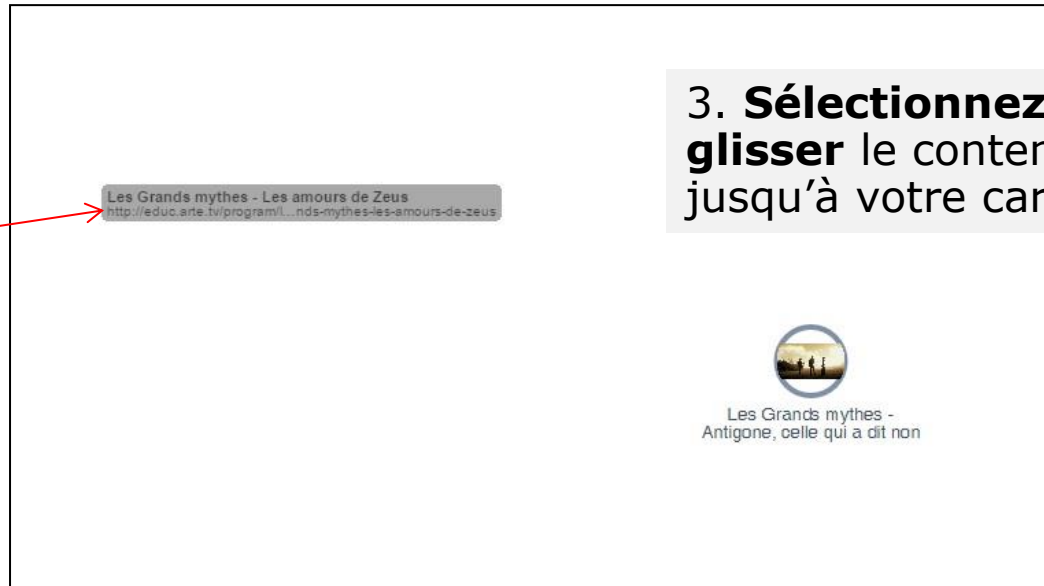 3. Sélectionnez
glisser le conten
jusqu’à votre car
Les Grands mythes - Les amours de Zeus
http://educ.arte.tv/program/l...nds-mythes-les-amours-de-zeus
Les Grands mythes -
Antigone, celle qui a dit non